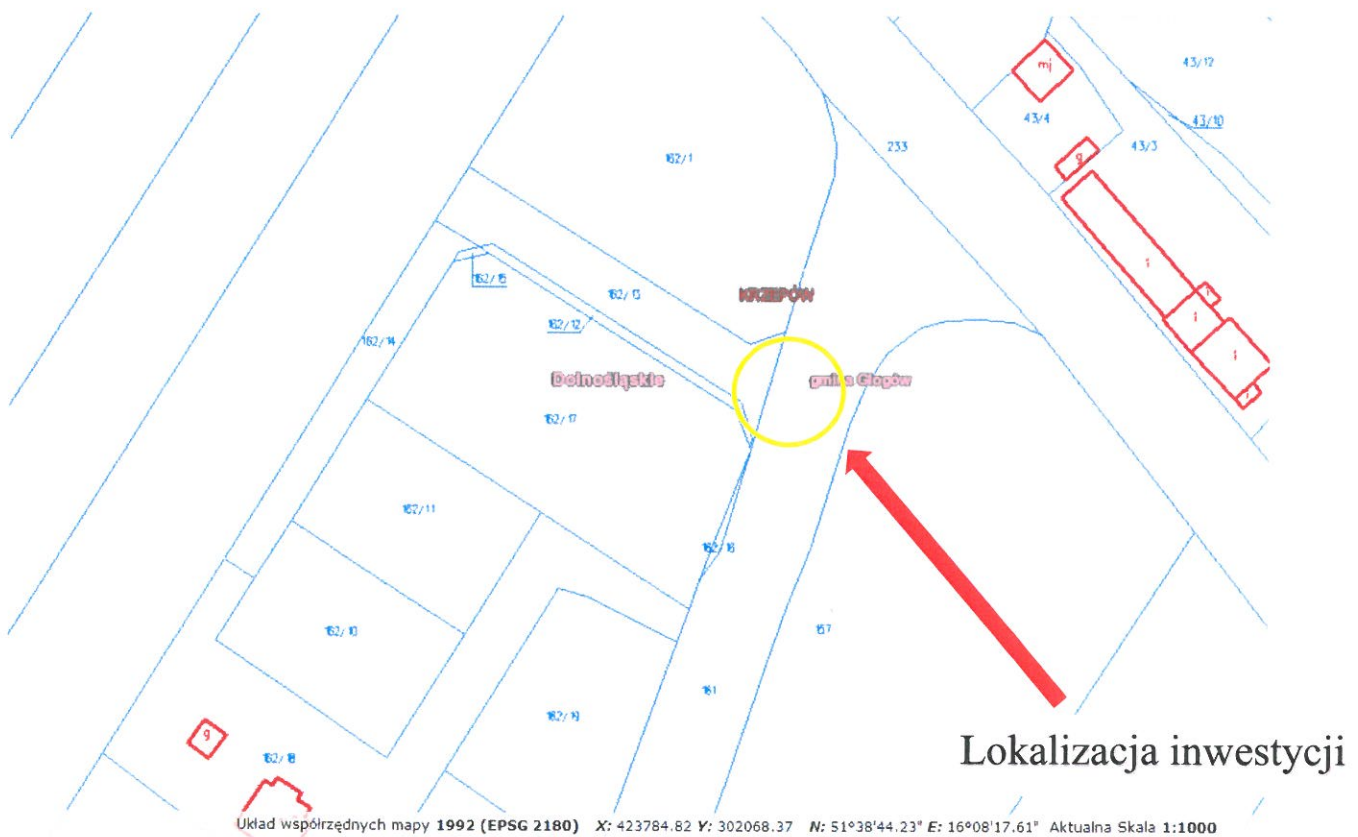 43/12
mj
43/10
43/4
43/3
233
g
162/1
i
162/15
162/13
KRZEPÓW
i
i
162/12
i
162/14
Dolnośląskie
gmina Głogów
i
162/17
162/11
162/16
162/10
157
161
162/19
g
162/18
Lokalizacja inwestycji
Układ współrzędnych mapy 1992 (EPSG 2180) X: 423784.82 Y: 302068.37 N: 51°38'44.23" E: 16°08'17.61" Aktualna Skala 1:1000